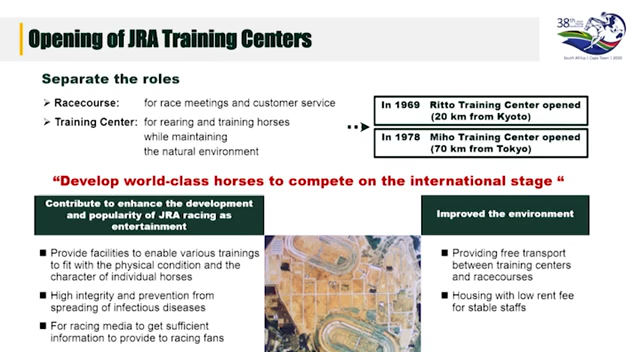 Opening of JRA Training Centers
38th
South Africa | Cape Town | 2020
Separate the roles
➢ Racecourse: for race meetings and customer service
➢ Training Center: for rearing and training horses
while maintaining
the natural environment
In 1969 Ritto Training Center opened
(20 km from Kyoto)
In 1978 Miho Training Center opened
(70 km from Tokyo)
“Develop world-class horses to compete on the international stage “
Contribute to enhance the development
and popularity of JRA racing as
entertainment
■ Provide facilities to enable various trainings
to fit with the physical condition and the
character of individual horses
■ High integrity and prevention from
spreading of infectious diseases
■ For racing media to get sufficient
information to provide to racing fans
Improved the environment
■ Providing free transport
between training centers
and racecourses
■ Housing with low rent fee
for stable staffs